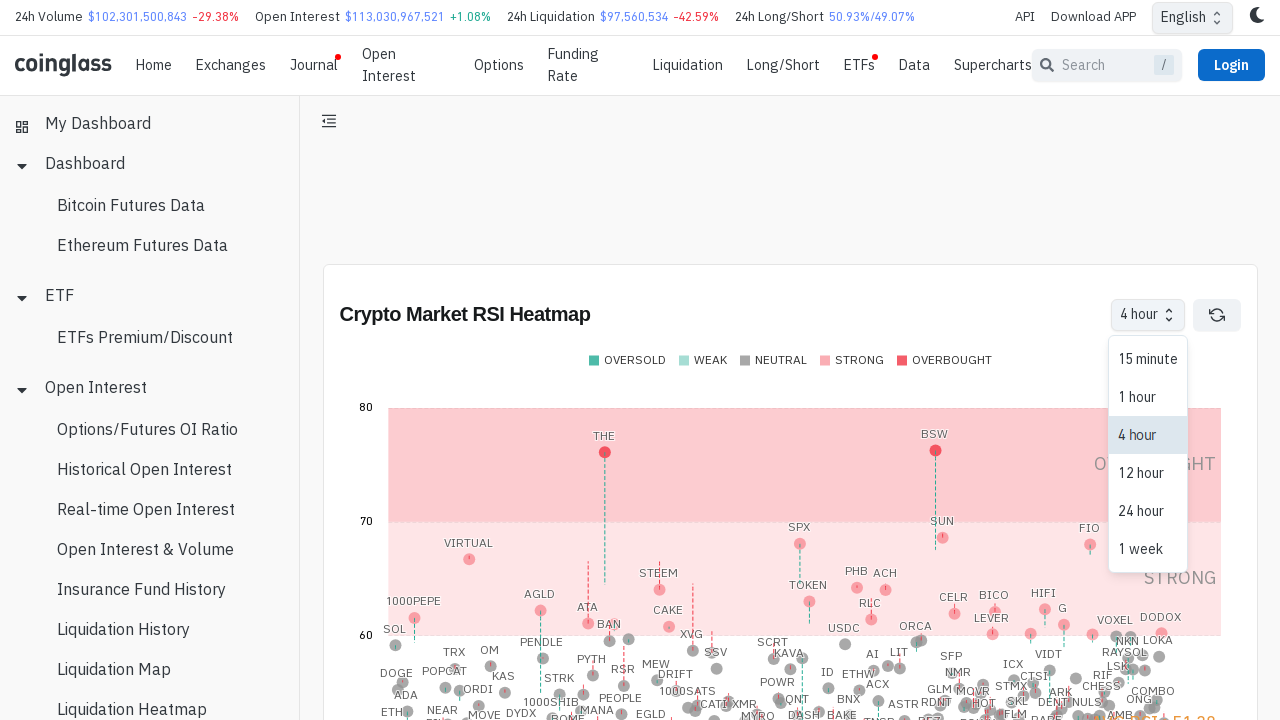 24h Volume $102,301,500,843 -29.38% Open Interest $113,030,967,521 +1.08% 24h Liquidation $97,560,534 -42.59% 24h Long/Short 50.93%/49.07% API Download APP English
coinglass Home Exchanges Journal Open Interest Options Funding Rate Liquidation Long/Short ETFs Data Supercharts Search / Login
My Dashboard
Dashboard
Bitcoin Futures Data
Ethereum Futures Data
ETF
ETFs Premium/Discount
Open Interest
Options/Futures OI Ratio
Historical Open Interest
Real-time Open Interest
Open Interest & Volume
Insurance Fund History
Liquidation History
Liquidation Map
Liquidation Heatmap
Crypto Market RSI Heatmap
4 hour
15 minute
1 hour
4 hour
12 hour
24 hour
1 week
OVERSOLD WEAK NEUTRAL STRONG OVERBOUGHT
80
THE BSW
70
SUN
SPX FIO
VIRTUAL
STRONG
STEEM PHB ACH
TOKEN
AGLD CELR BICO HIFI
1000PEPE ATA CAKE RLC G
BAN LEVER VOXEL DODOX
SOL XVG USDC ORCA
60
PENDLE SCRT NKN LOKA
TRX OM SSV KAVA AI LIT SFP VIDT RAYSOL
PYTH MEW ICX LSK
DOGE POPCAT KAS STRK RSR DRIFT POWR ID ETHW NMR CTSI RIF
ADA ORDI 1000SATS ACX GLM MOVR STMX ARK CHESS COMBO
1000SHIB PEOPLE CATI XMR QNT BNX ASTR RDNT HOT SKL DENT NULS ONG
ETH NEAR MOVE DYDX MANA EGLD MYRO DASH BAKE FLM AMB